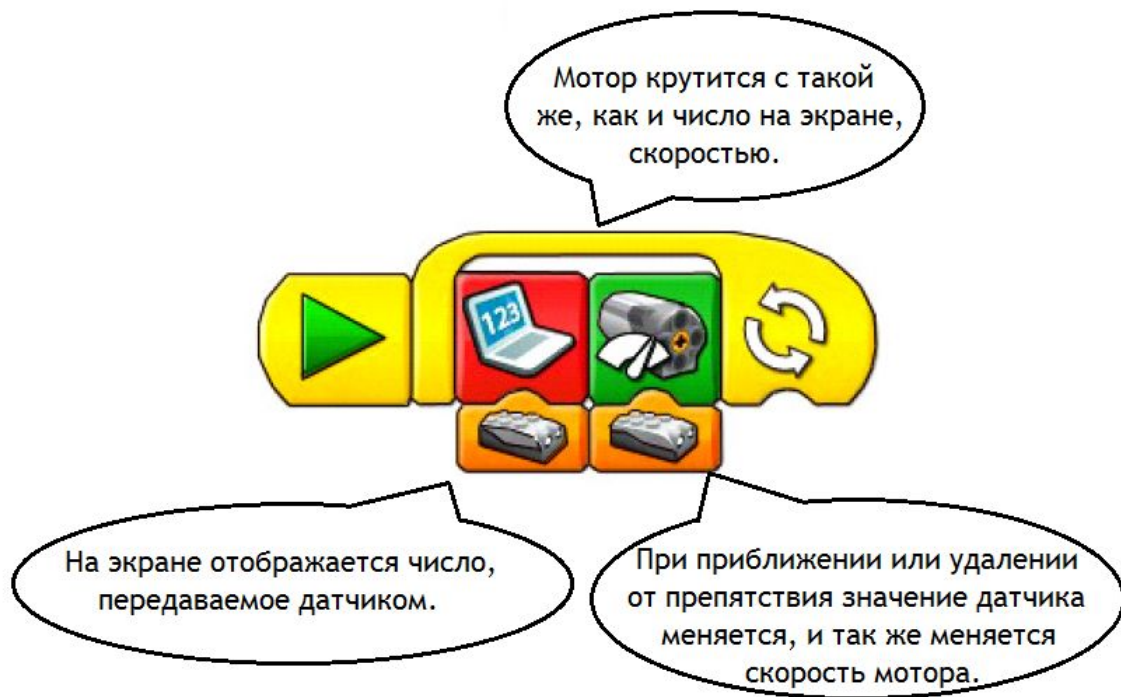 Мотор крутится с такой
же, как и число на экране,
скоростью.
123
На экране отображается число,
передаваемое датчиком.
При приближении или удалении
от препятствия значение датчика
меняется, и так же меняется
скорость мотора.